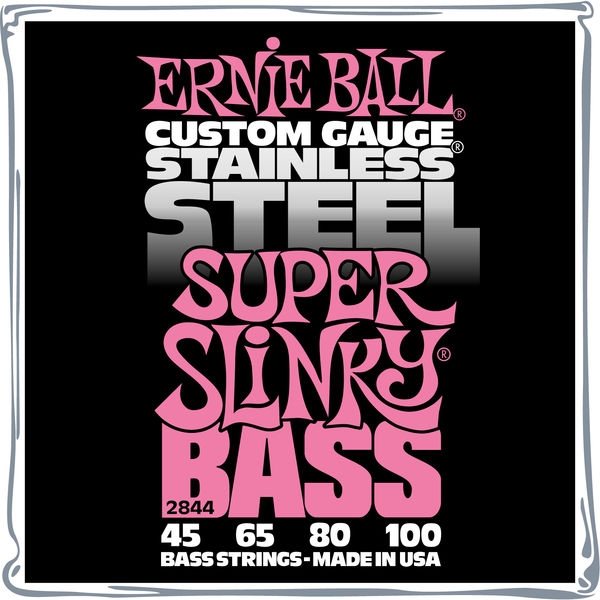 ERNiE BALL®
CUSTOM GAUGE
STAINLESS®
STEEL
SUPER
SLiNKY®
BASS
2844
45 65 80 100
BASS STRINGS - MADE IN USA